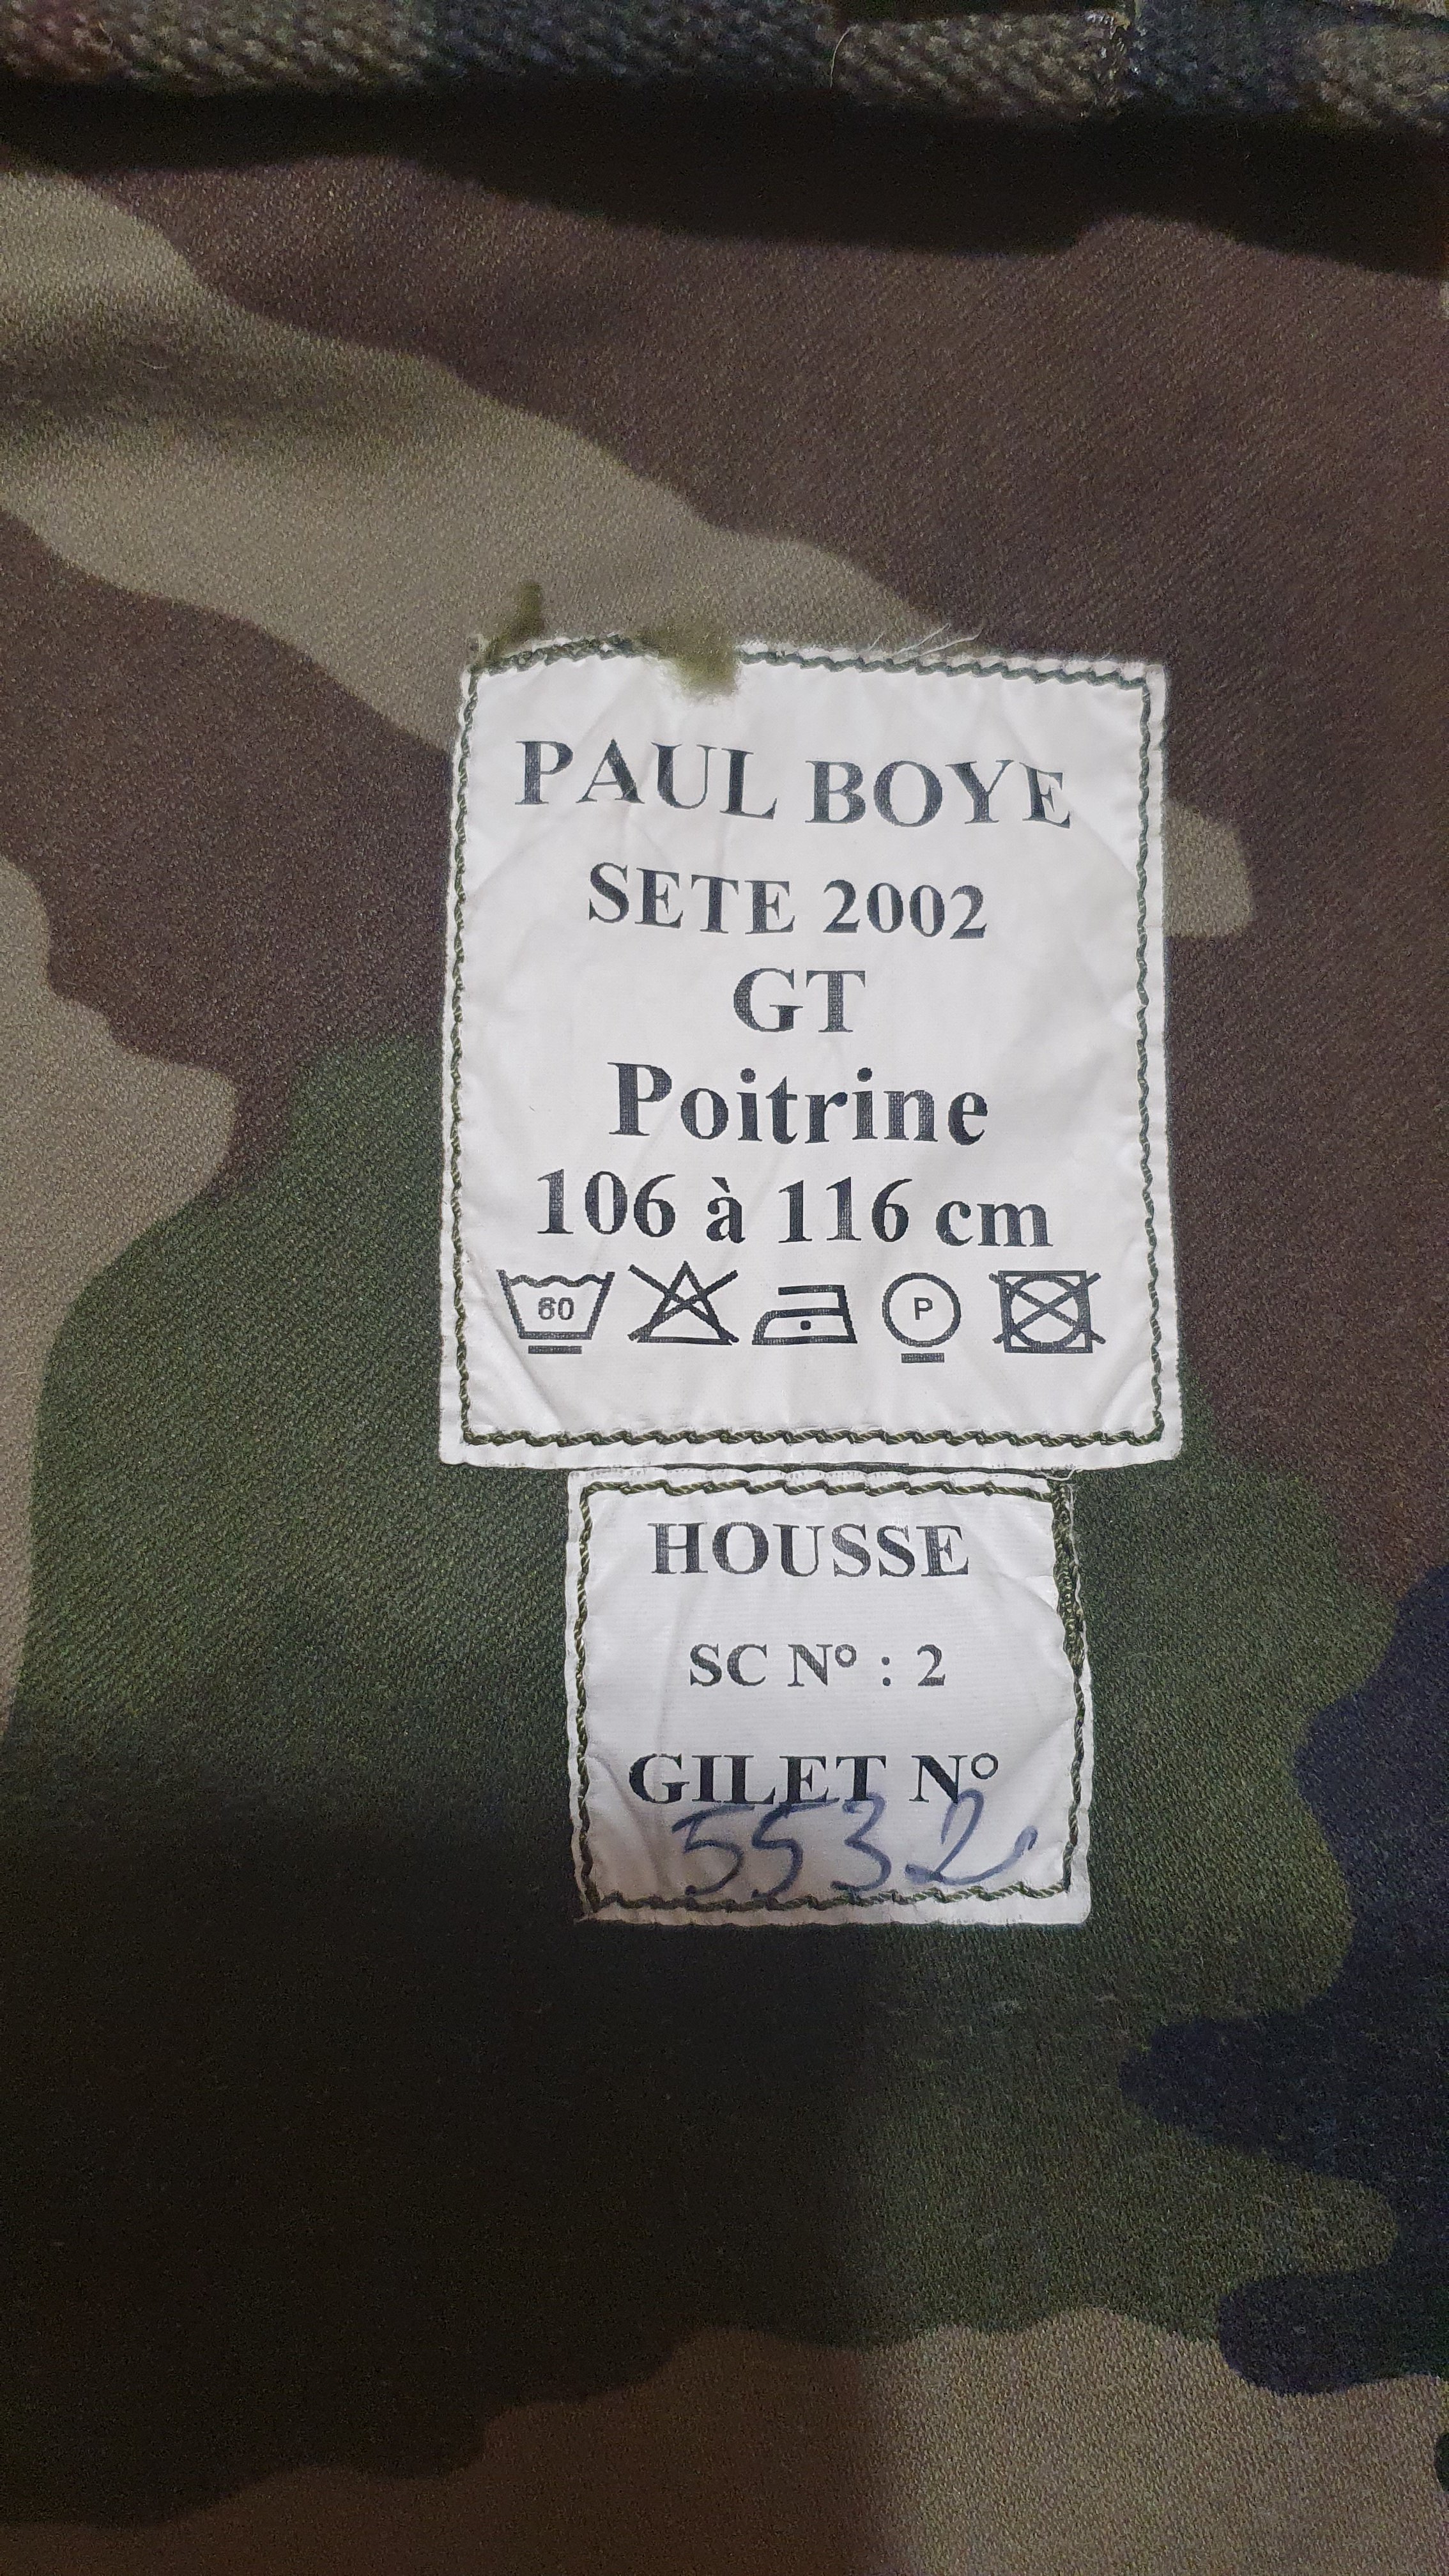 PAUL BOYE
SETE 2002
GT
Poitrine
106 à 116 cm
60 P
HOUSSE
SC N° : 2
GILET N°
5532